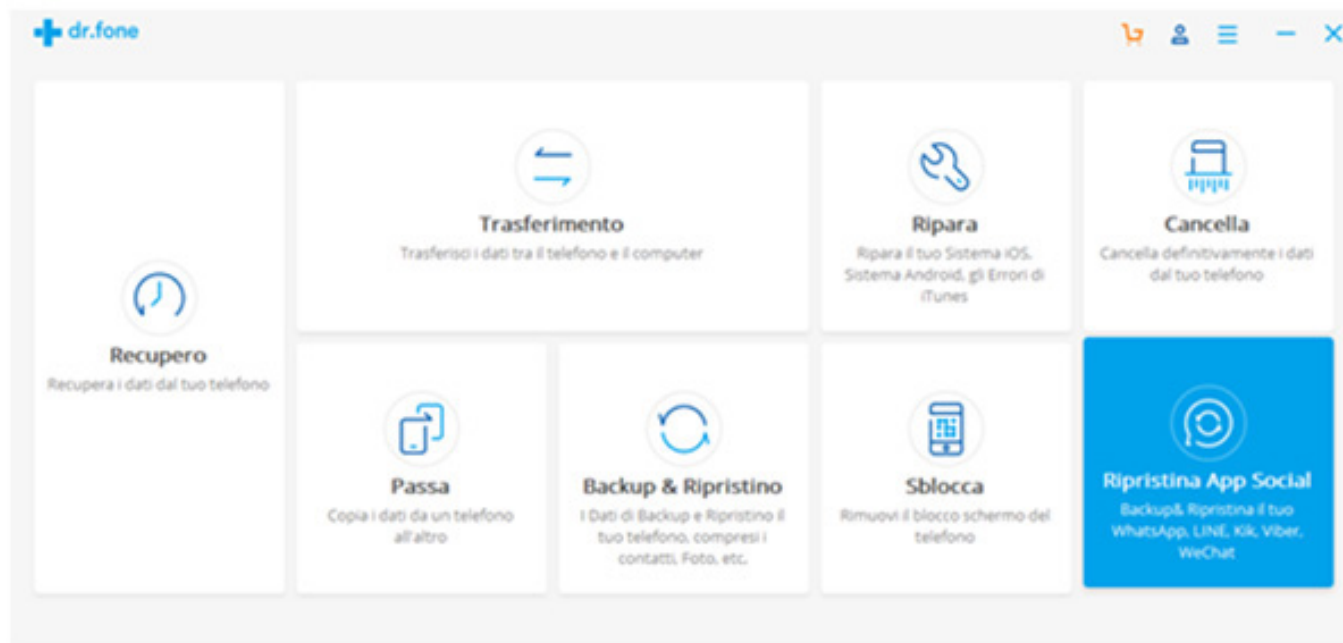 dr.fone
Recupero
Recupera i dati dal tuo telefono
Trasferimento
Trasferisci i dati tra il telefono e il computer
Ripara
Ripara il tuo Sistema iOS,
Sistema Android, gli Errori di
iTunes
Cancella
Cancella definitivamente i dati
dal tuo telefono
Passa
Copia i dati da un telefono
all'altro
Backup & Ripristino
I Dati di Backup e Ripristino il
tuo telefono, compresi i
contatti, Foto, etc.
Sblocca
Rimuovi il blocco schermo del
telefono
Ripristina App Social
Backup& Ripristina il tuo
WhatsApp, LINE, Kik, Viber,
WeChat